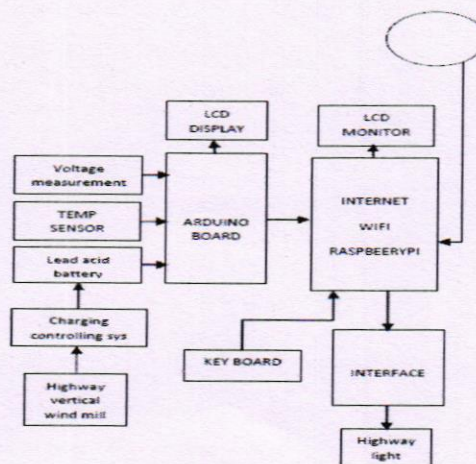 LCD
DISPLAY
LCD
MONITOR
Voltage
measurement
TEMP
SENSOR
Lead acid
battery
ARDUINO
BOARD
INTERNET
WIFI
RASPBEERYPI
Charging
controlling sys
KEY BOARD
INTERFACE
Highway
vertical
wind mill
Highway
light